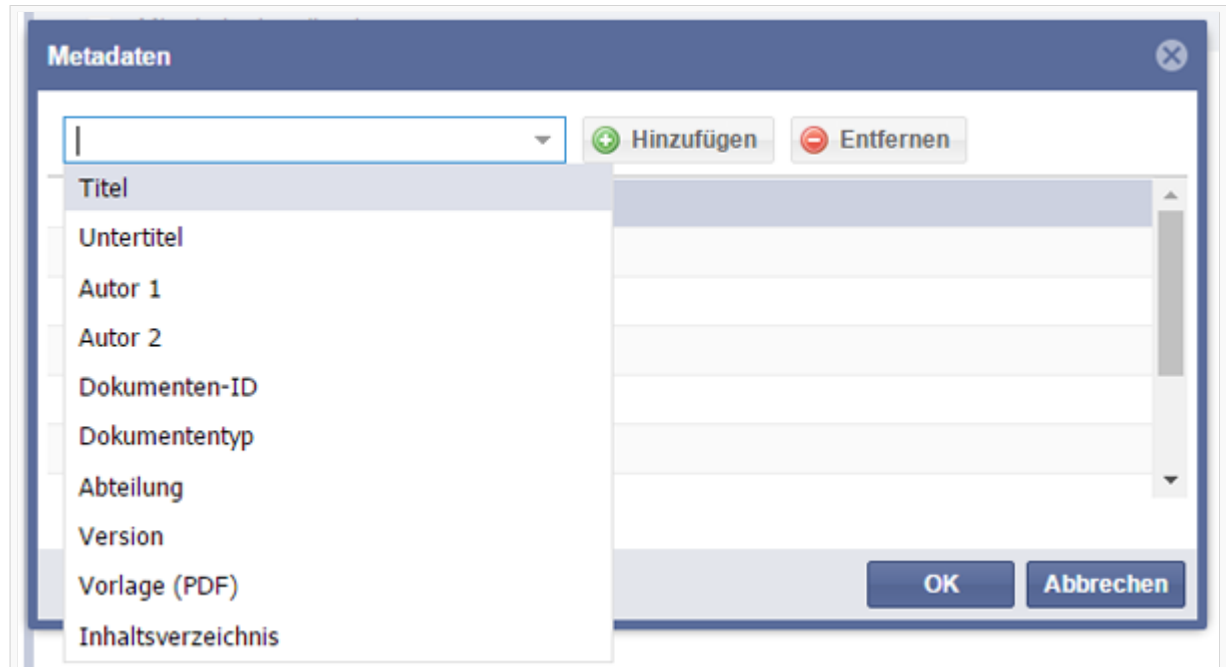 Metadaten
Hinzufügen Entfernen
Titel
Untertitel
Autor 1
Autor 2
Dokumenten-ID
Dokumententyp
Abteilung
Version
Vorlage (PDF)
Inhaltsverzeichnis
OK Abbrechen